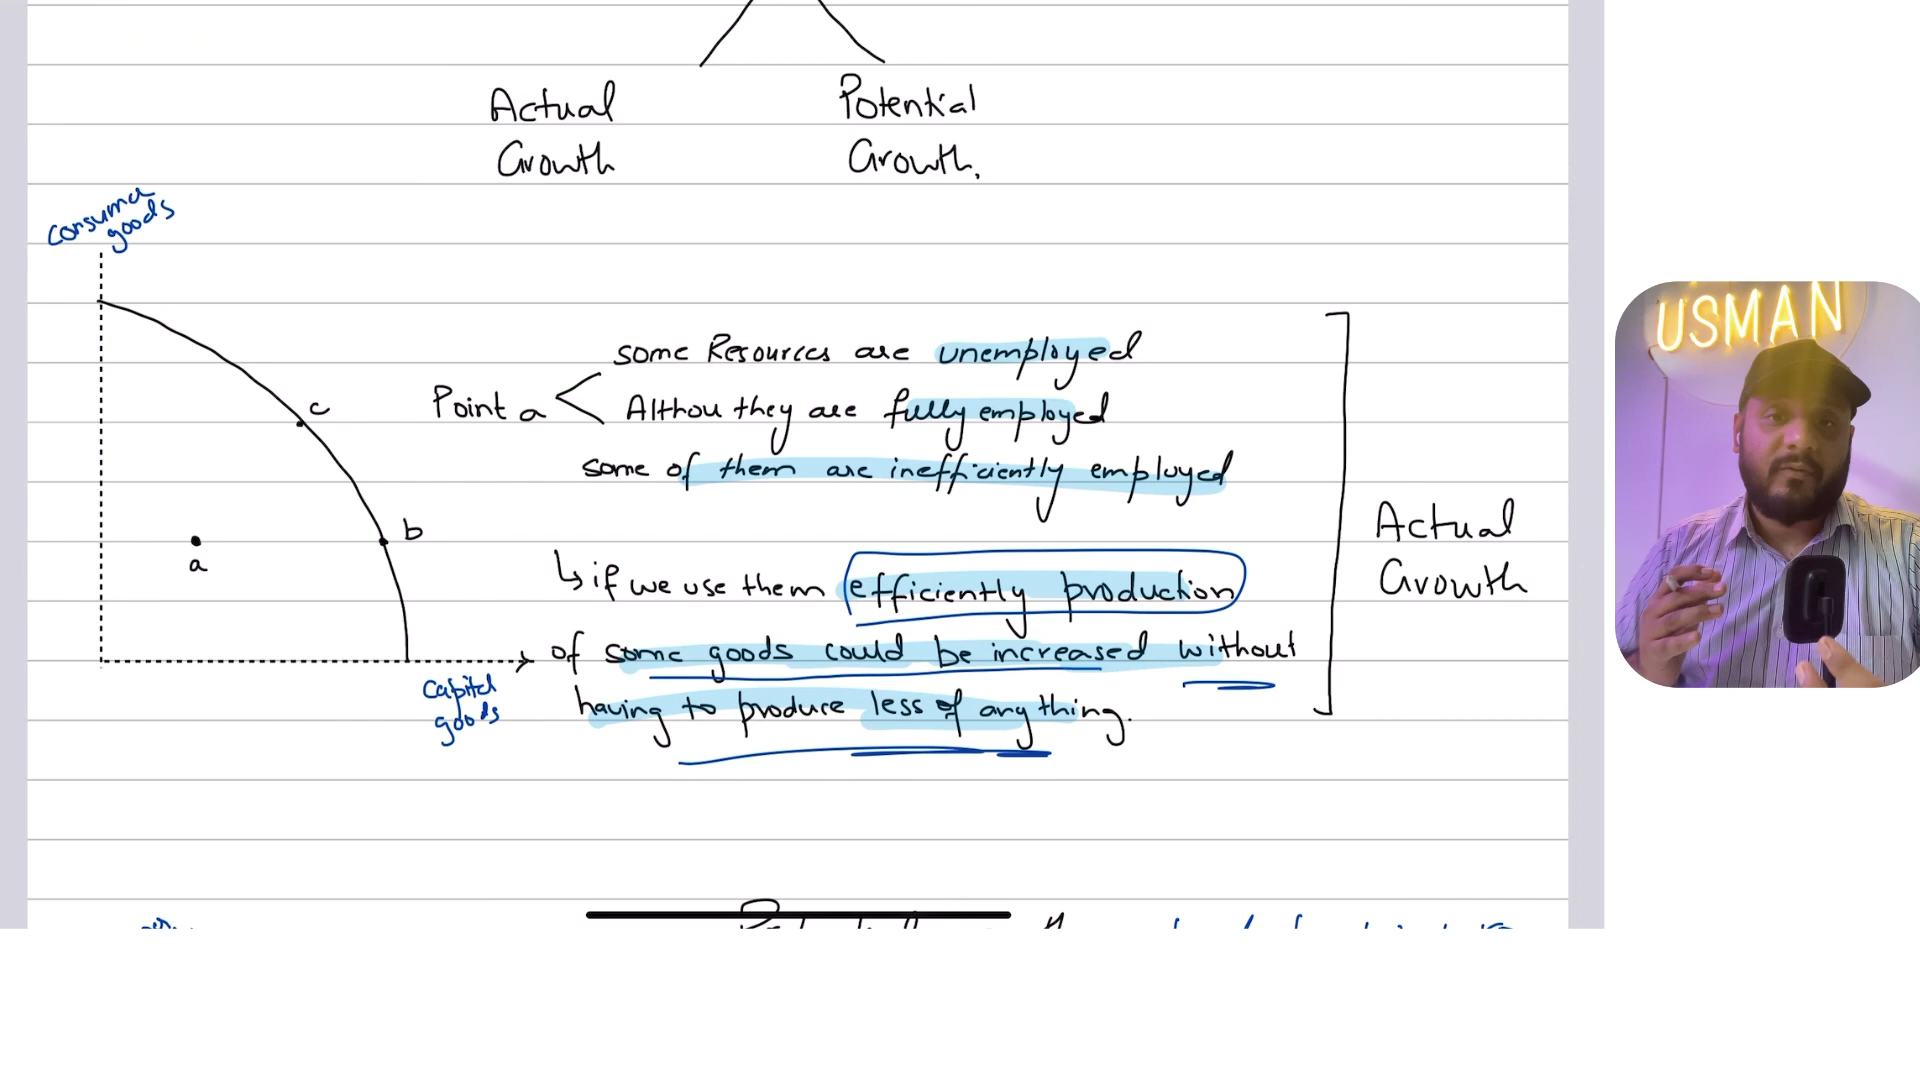 Actual
Growth
Potential
Growth.
consumer
goods
c
b
a
Capital
goods
Point a
some Resources are unemployed
Althou they are fully employed
some of them are inefficiently employed
↳ if we use them efficiently production
of some goods could be increased without
having to produce less of anything.
Actual
Growth
USMAN